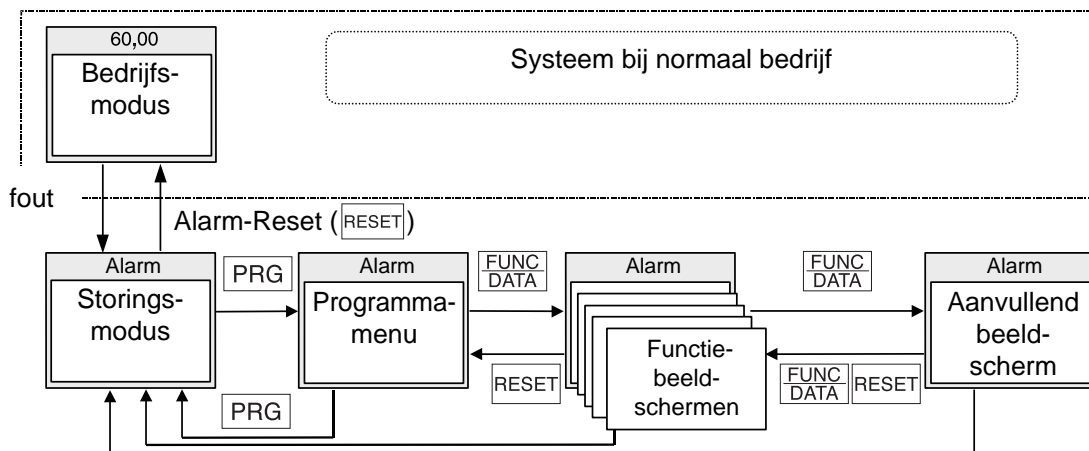 60,00
Bedrijfs-
modus
Systeem bij normaal bedrijf
fout
Alarm-Reset (RESET)
Alarm
Storings-
modus
PRG
Alarm
Programma-
menu
FUNC
DATA
RESET
Alarm
Functie-
beeld-
schermen
FUNC
DATA
FUNC
DATA
RESET
Alarm
Aanvullend
beeld-
scherm
PRG